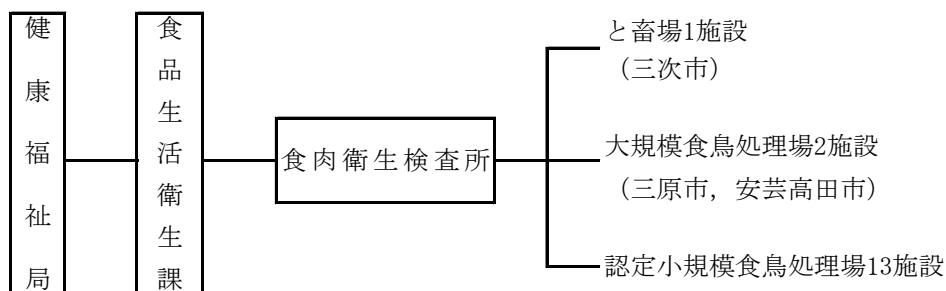 健康福祉局
食品生活衛生課
食肉衛生検査所
と畜場1施設
(三次市)
大規模食鳥処理場2施設
(三原市,安芸高田市)
認定小規模食鳥処理場13施設